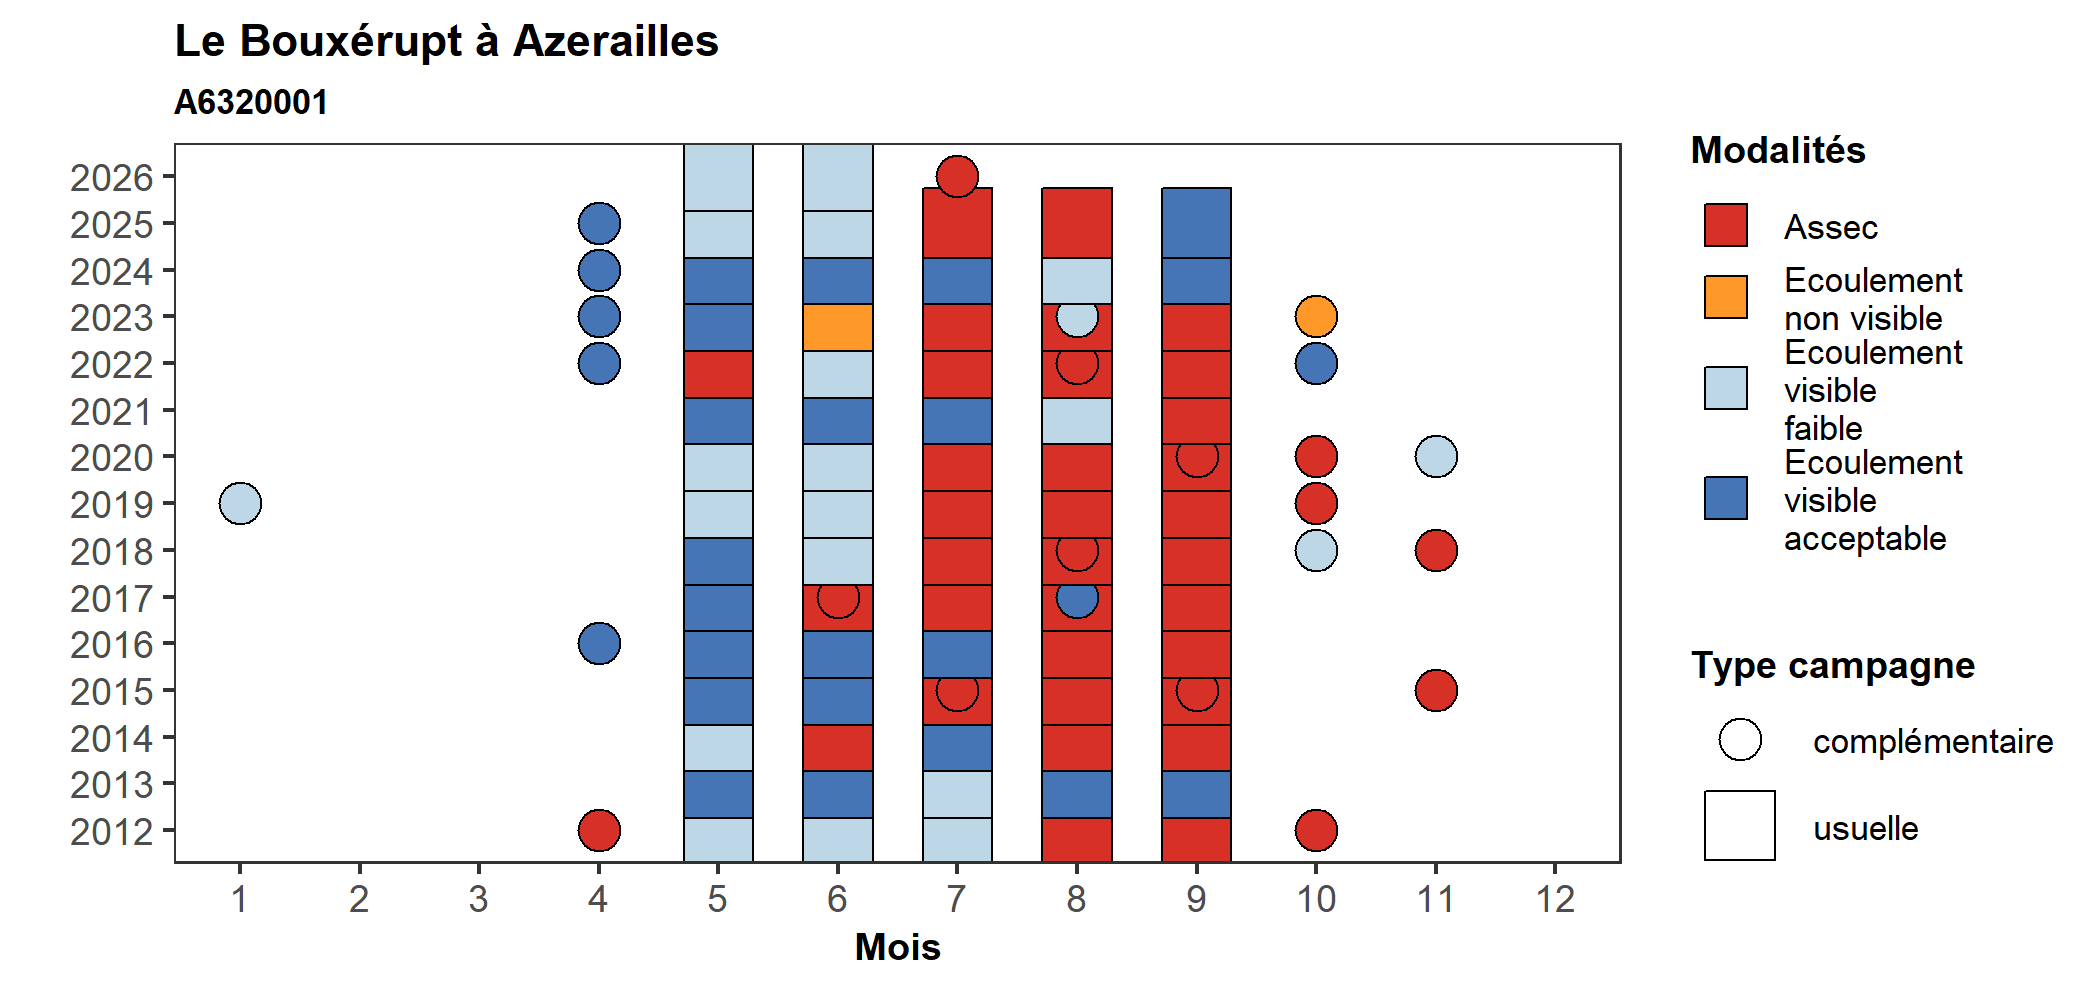 Le Bouxérupt à Azerailles
A6320001
2026
2025
2024
2023
2022
2021
2020
2019
2018
2017
2016
2015
2014
2013
2012
1 2 3 4 5 6 7 8 9 10 11 12
Mois
Modalités
Assec
Ecoulement
non visible
Ecoulement
visible
faible
Ecoulement
visible
acceptable
Type campagne
complémentaire
usuelle